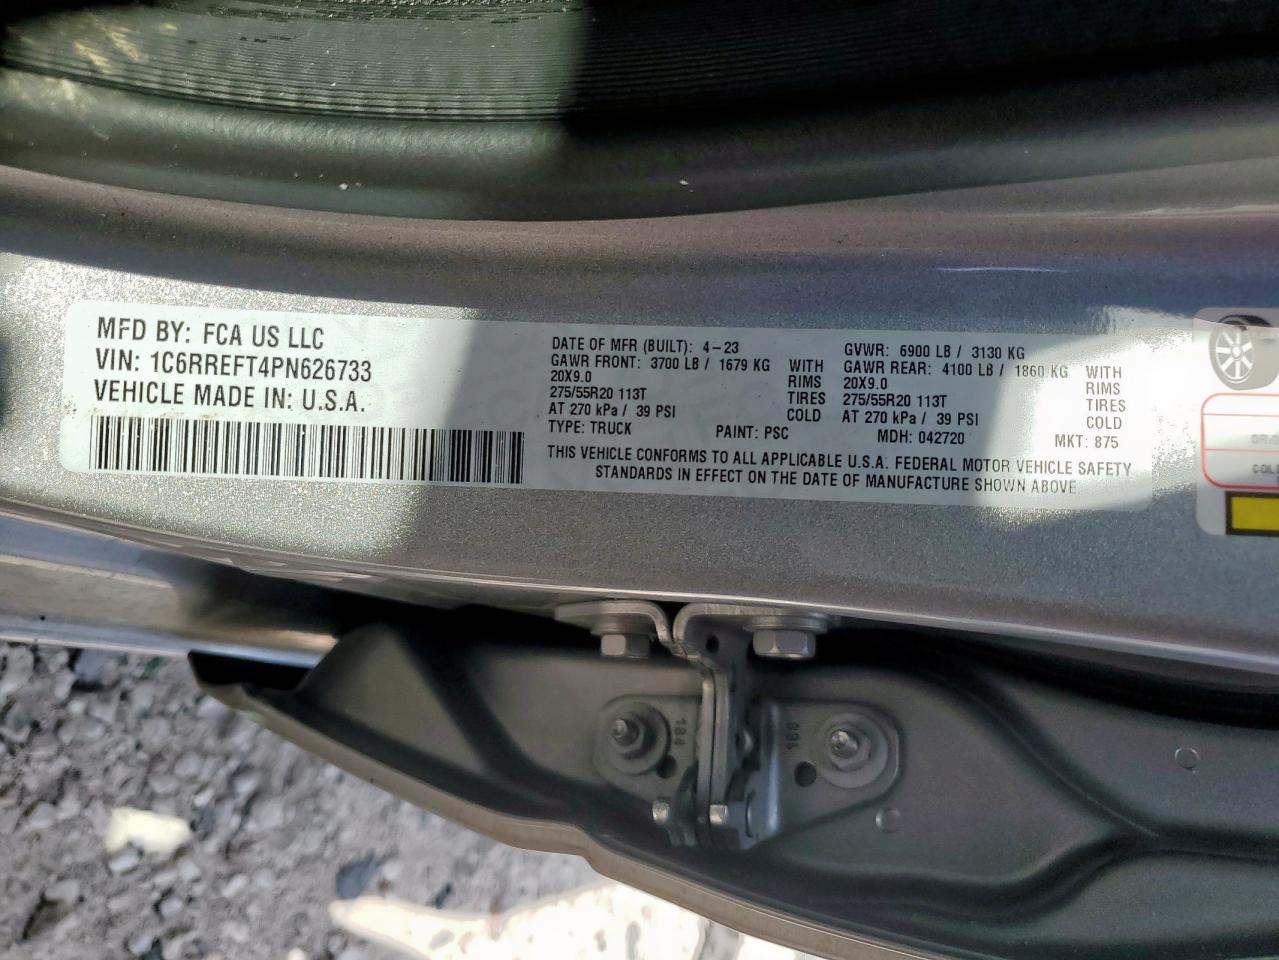 MFD BY: FCA US LLC
VIN: 1C6RREFT4PN626733
VEHICLE MADE IN: U.S.A.
DATE OF MFR (BUILT): 4-23
GAWR FRONT: 3700 LB / 1679 KG WITH
20X9.0 RIMS
275/55R20 113T TIRES
AT 270 kPa / 39 PSI COLD
TYPE: TRUCK PAINT: PSC
GVWR: 6900 LB / 3130 KG
GAWR REAR: 4100 LB / 1860 KG WITH
20X9.0 RIMS
275/55R20 113T TIRES
AT 270 kPa / 39 PSI COLD
MDH: 042720 MKT: 875
THIS VEHICLE CONFORMS TO ALL APPLICABLE U.S.A. FEDERAL MOTOR VEHICLE SAFETY
STANDARDS IN EFFECT ON THE DATE OF MANUFACTURE SHOWN ABOVE.
184